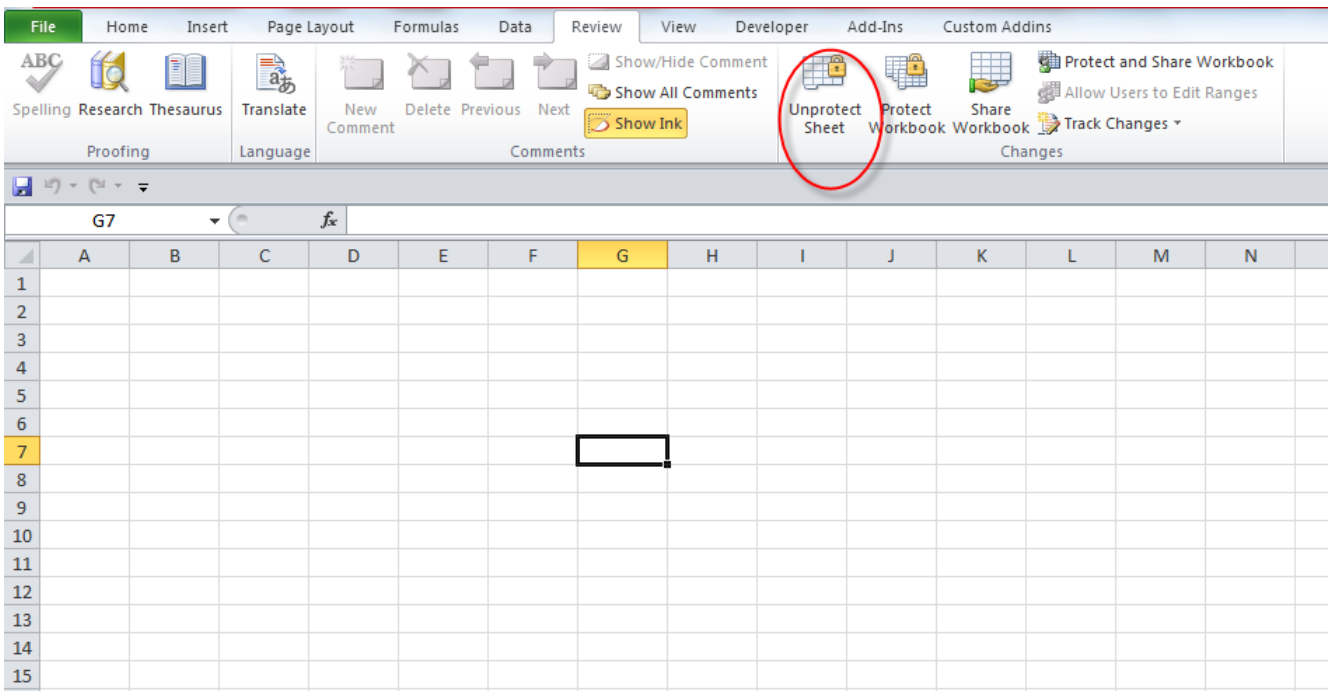 File Home Insert Page Layout Formulas Data Review View Developer Add-Ins Custom Addins
ABC
Spelling Research Thesaurus
Proofing
aあ
Translate
Language
New
Comment
Delete Previous Next
Show/Hide Comment
Show All Comments
Show Ink
Comments
Unprotect
Sheet
Protect
Workbook
Share
Workbook
Protect and Share Workbook
Allow Users to Edit Ranges
Track Changes
Changes
G7 fx
A B C D E F G H I J K L M N
1
2
3
4
5
6
7
8
9
10
11
12
13
14
15